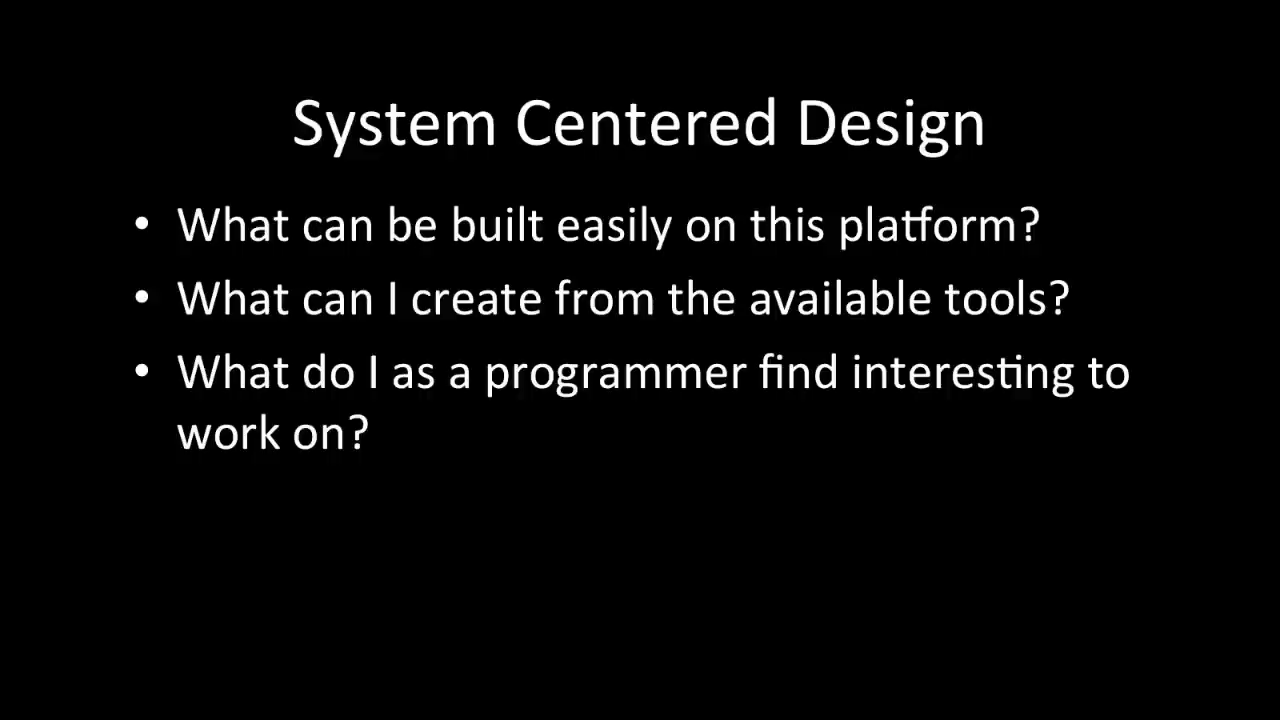 System Centered Design
• What can be built easily on this platform?
• What can I create from the available tools?
• What do I as a programmer find interesting to
work on?